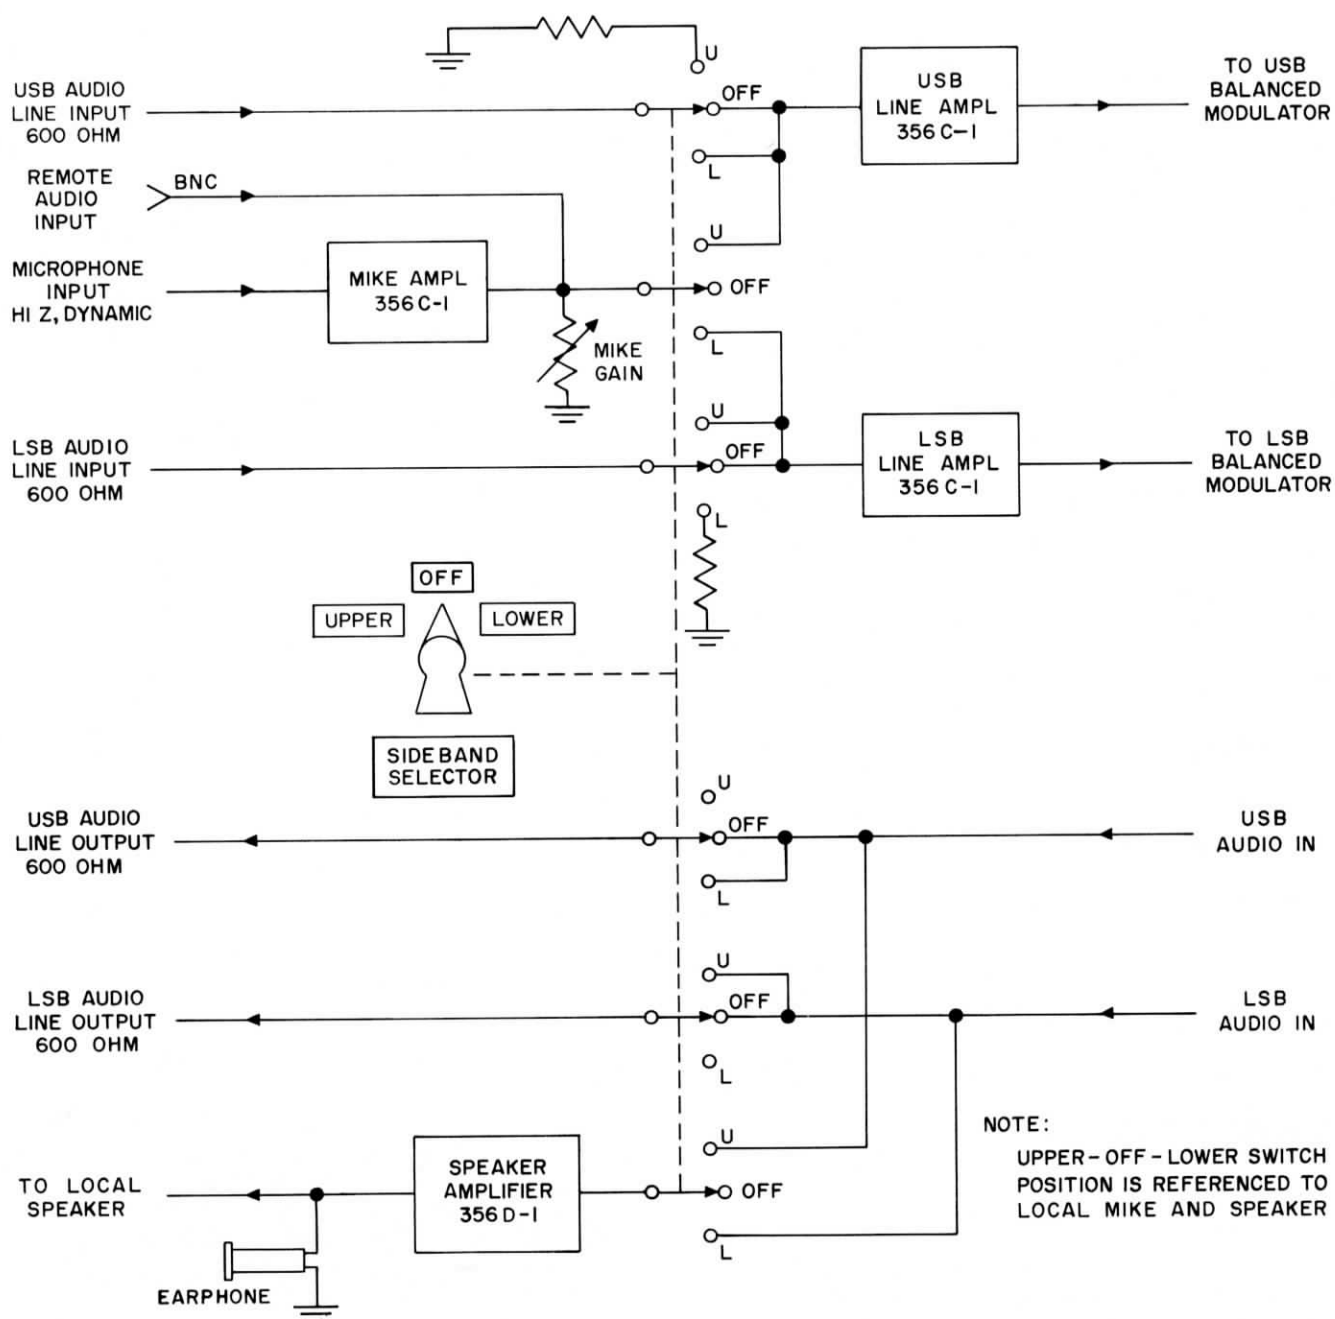 U
USB AUDIO
LINE INPUT
600 OHM
OFF
USB
LINE AMPL
356C-1
TO USB
BALANCED
MODULATOR
L
REMOTE
AUDIO
INPUT
BNC
U
MICROPHONE
INPUT
HI Z, DYNAMIC
MIKE AMPL
356C-1
OFF
MIKE
GAIN
L
U
LSB AUDIO
LINE INPUT
600 OHM
OFF
LSB
LINE AMPL
356C-1
TO LSB
BALANCED
MODULATOR
L
OFF
UPPER
LOWER
SIDEBAND
SELECTOR
U
USB AUDIO
LINE OUTPUT
600 OHM
OFF
USB
AUDIO IN
L
U
LSB AUDIO
LINE OUTPUT
600 OHM
OFF
LSB
AUDIO IN
L
U
TO LOCAL
SPEAKER
SPEAKER
AMPLIFIER
356D-1
OFF
L
EARPHONE
NOTE:
UPPER-OFF-LOWER SWITCH
POSITION IS REFERENCED TO
LOCAL MIKE AND SPEAKER